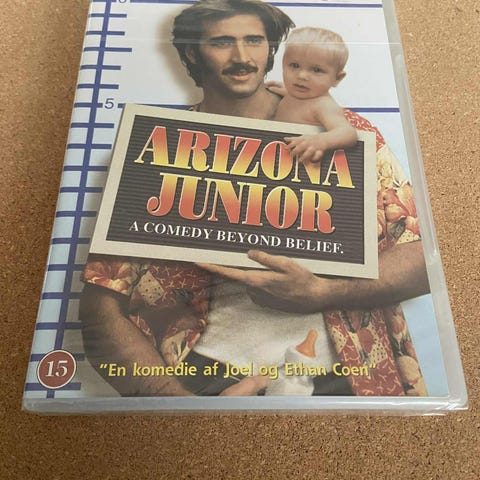 5
ARIZONA
JUNIOR
A COMEDY BEYOND BELIEF.
15
"En komedie af Joel og Ethan Coen"